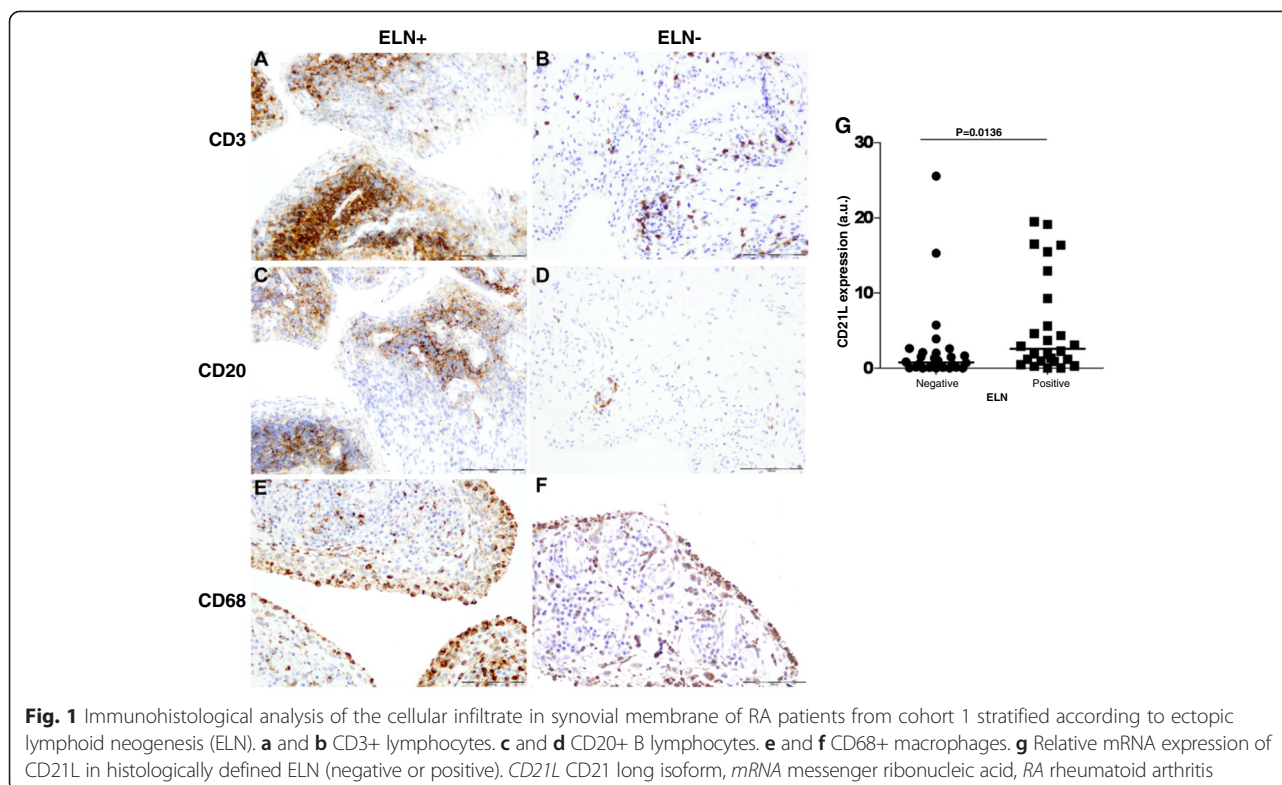 ELN+ ELN-
A B
CD3
C D
CD20
E F
CD68
G
P=0.0136
30
20
10
0
CD21L expression (a.u.)
Negative Positive
ELN
Fig. 1 Immunohistological analysis of the cellular infiltrate in synovial membrane of RA patients from cohort 1 stratified according to ectopic
lymphoid neogenesis (ELN). a and b CD3+ lymphocytes. c and d CD20+ B lymphocytes. e and f CD68+ macrophages. g Relative mRNA expression of
CD21L in histologically defined ELN (negative or positive). CD21L CD21 long isoform, mRNA messenger ribonucleic acid, RA rheumatoid arthritis